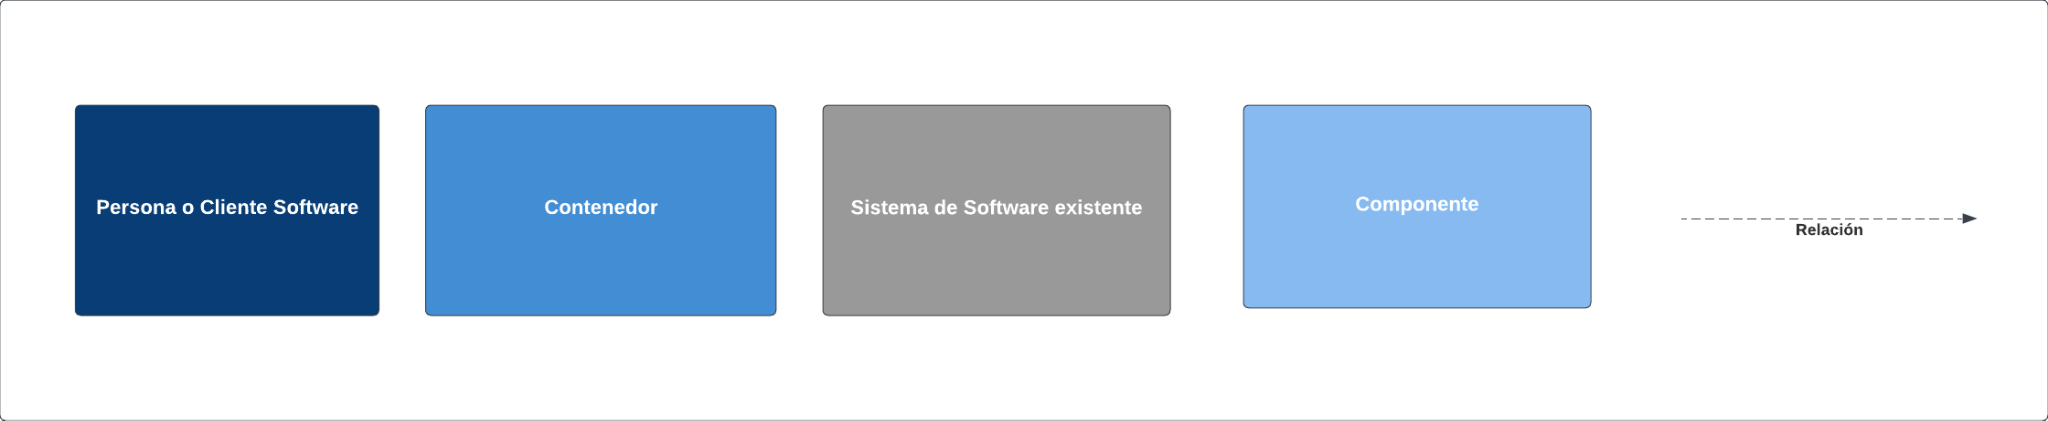 Persona o Cliente Software
Contenedor
Sistema de Software existente
Componente
Relación